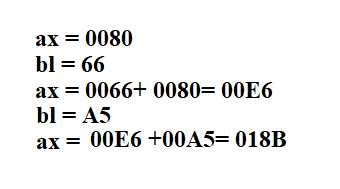 ax = 0080
bl = 66
ax = 0066+ 0080= 00E6
bl = A5
ax = 00E6 +00A5= 018B